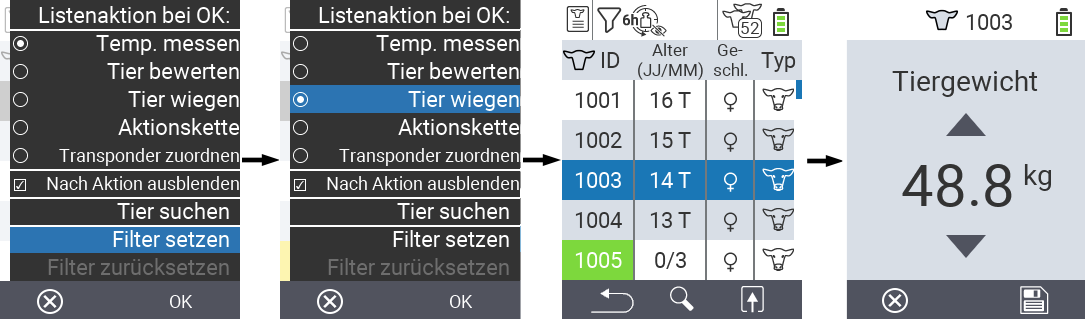 Listenaktion bei OK:
Temp. messen
Tier bewerten
Tier wiegen
Aktionskette
Transponder zuordnen
Nach Aktion ausblenden
Tier suchen
Filter setzen
Filter zurücksetzen
OK
Listenaktion bei OK:
Temp. messen
Tier bewerten
Tier wiegen
Aktionskette
Transponder zuordnen
Nach Aktion ausblenden
Tier suchen
Filter setzen
Filter zurücksetzen
OK
6h 52
ID Alter (JJ/MM) Ge- schl. Typ
1001 16 T
1002 15 T
1003 14 T
1004 13 T
1005 0/3
1003
Tiergewicht
48.8 kg